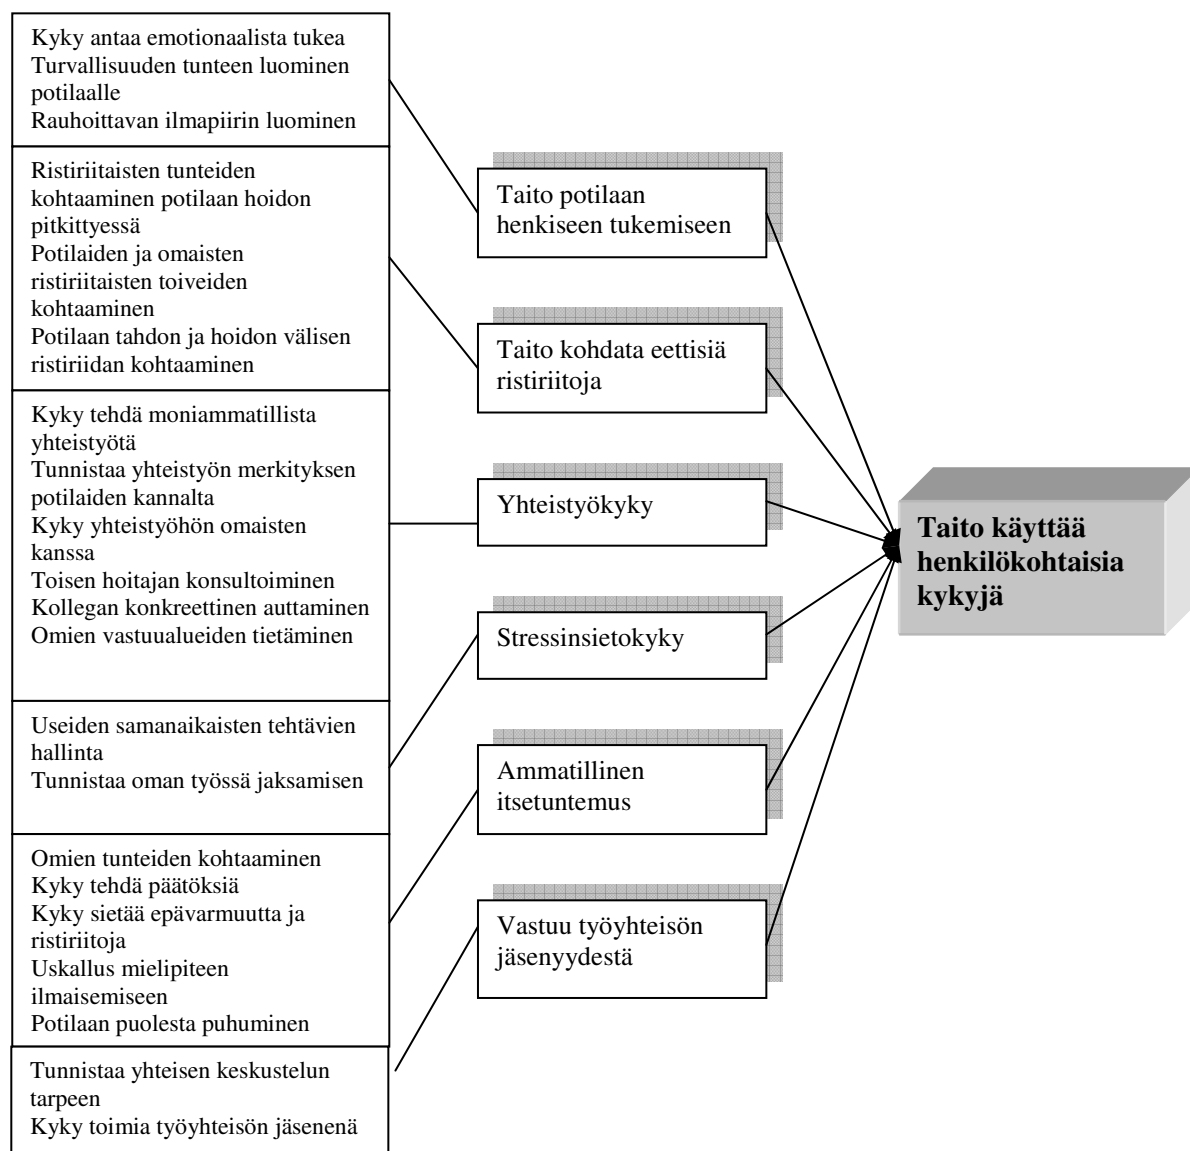 Kyky antaa emotionaalista tukea
Turvallisuuden tunteen luominen
potilaalle
Rauhoittavan ilmapiirin luominen
Ristiriitaisten tunteiden
kohtaaminen potilaan hoidon
pitkittyessä
Potilaiden ja omaisten
ristiriitaisten toiveiden
kohtaaminen
Potilaan tahdon ja hoidon välisen
ristiriidan kohtaaminen
Kyky tehdä moniammatillista
yhteistyötä
Tunnistaa yhteistyön merkityksen
potilaiden kannalta
Kyky yhteistyöhön omaisten
kanssa
Toisen hoitajan konsultoiminen
Kollegan konkreettinen auttaminen
Omien vastuualueiden tietäminen
Useiden samanaikaisten tehtävien
hallinta
Tunnistaa oman työssä jaksamisen
Omien tunteiden kohtaaminen
Kyky tehdä päätöksiä
Kyky sietää epävarmuutta ja
ristiriitoja
Uskallus mielipiteen
ilmaisemiseen
Potilaan puolesta puhuminen
Tunnistaa yhteisen keskustelun
tarpeen
Kyky toimia työyhteisön jäsenenä
Taito potilaan
henkiseen tukemiseen
Taito kohdata eettisiä
ristiriitoja
Yhteistyökyky
Stressinsietokyky
Ammatillinen
itsetuntemus
Vastuu työyhteisön
jäsenyydestä
Taito käyttää
henkilökohtaisia
kykyjä